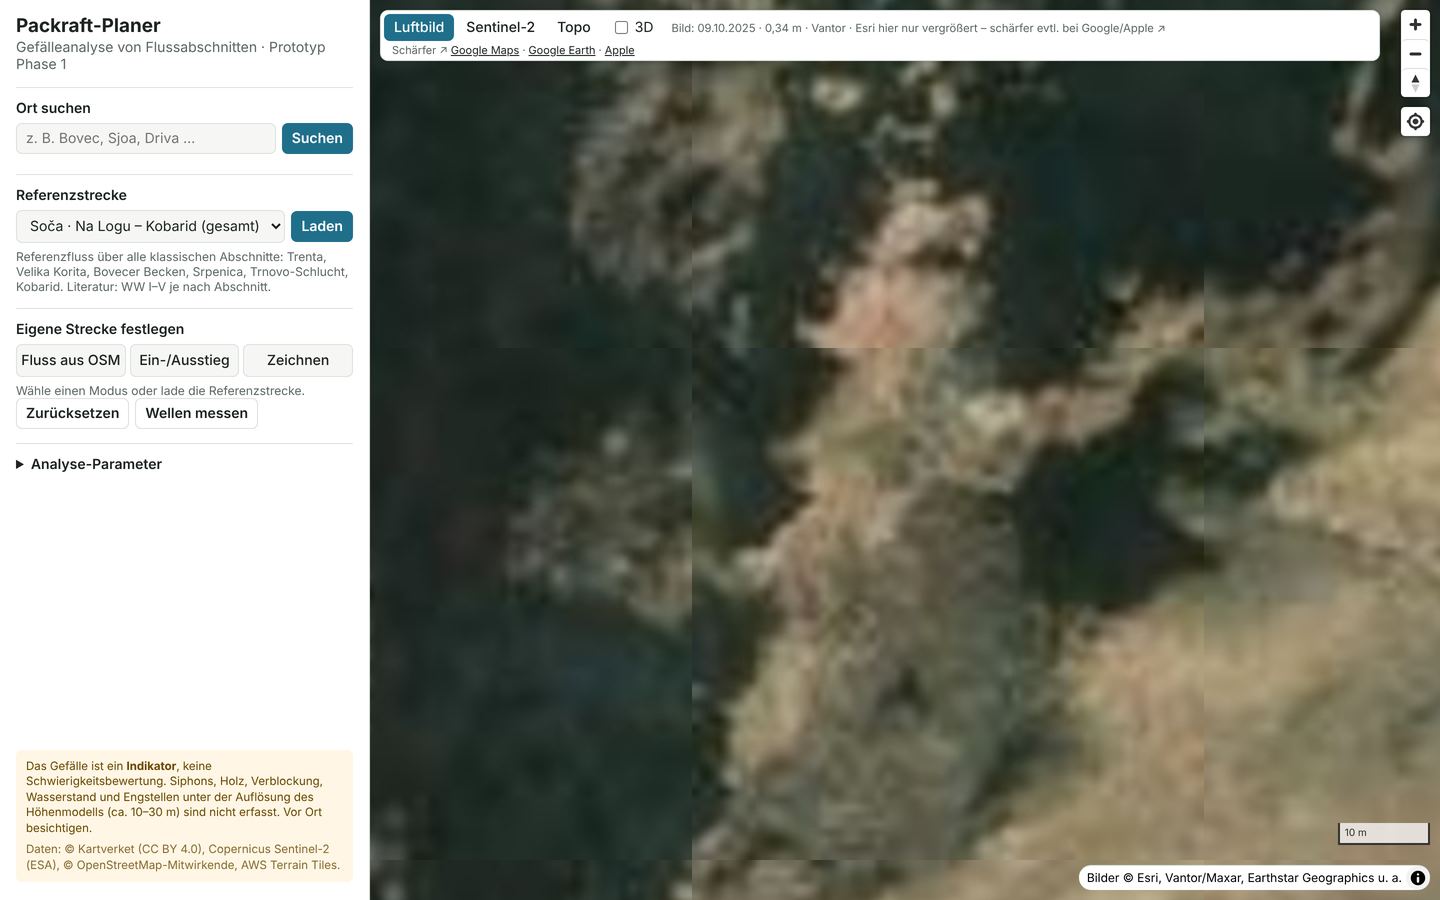 Packraft-Planer
Gefälleanalyse von Flussabschnitten · Prototyp
Phase 1
Ort suchen
z. B. Bovec, Sjoa, Driva …
Suchen
Referenzstrecke
Soča · Na Logu – Kobarid (gesamt)
Laden
Referenzfluss über alle klassischen Abschnitte: Trenta,
Velika Korita, Bovecer Becken, Srpenica, Trnovo-Schlucht,
Kobarid. Literatur: WW I–V je nach Abschnitt.
Eigene Strecke festlegen
Fluss aus OSM
Ein-/Ausstieg
Zeichnen
Wähle einen Modus oder lade die Referenzstrecke.
Zurücksetzen
Wellen messen
Analyse-Parameter
Das Gefälle ist ein Indikator, keine
Schwierigkeitsbewertung. Siphons, Holz, Verblockung,
Wasserstand und Engstellen unter der Auflösung des
Höhenmodells (ca. 10–30 m) sind nicht erfasst. Vor Ort
besichtigen.
Daten: © Kartverket (CC BY 4.0), Copernicus Sentinel-2
(ESA), © OpenStreetMap-Mitwirkende, AWS Terrain Tiles.
Luftbild
Sentinel-2
Topo
3D
Bild: 09.10.2025 · 0,34 m · Vantor · Esri hier nur vergrößert – schärfer evtl. bei Google/Apple ↗
Schärfer ↗ Google Maps · Google Earth · Apple
10 m
Bilder © Esri, Vantor/Maxar, Earthstar Geographics u. a.